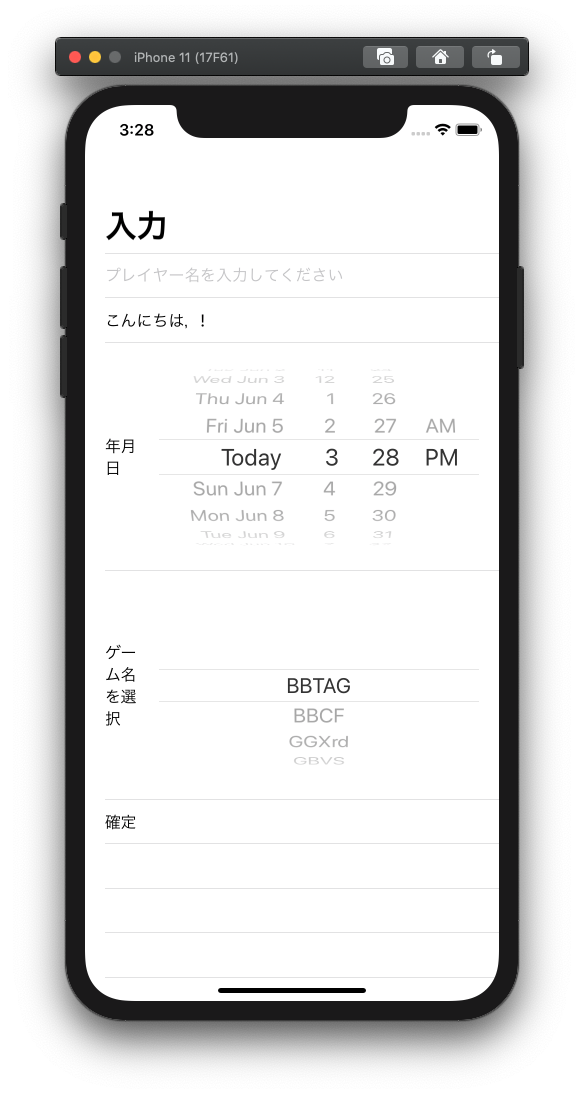 iPhone 11 (17F61)
3:28
入力
プレイヤー名を入力してください
こんにちは, !
年月
日
Wed Jun 3 12 25
Thu Jun 4 1 26
Fri Jun 5 2 27 AM
Today 3 28 PM
Sun Jun 7 4 29
Mon Jun 8 5 30
Tue Jun 9 6 31
ゲー
ム名
を選
択
BBTAG
BBCF
GGXrd
GBVS
確定